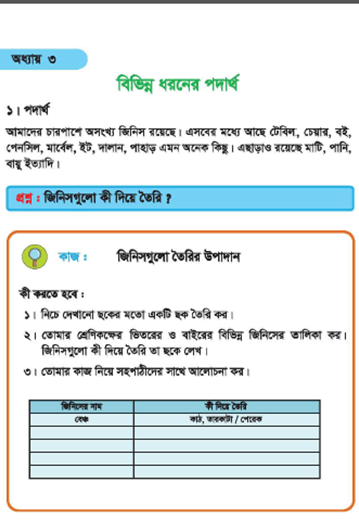 অধ্যায় ৩
বিভিন্ন ধরনের পদার্থ
১। পদার্থ
আমাদের চারপাশে অসংখ্য জিনিস রয়েছে। এসবের মধ্যে আছে টেবিল, চেয়ার, বই,
পেনসিল, মার্বেল, ইট, দালান, পাহাড় এমন অনেক কিছু। এছাড়াও রয়েছে মাটি, পানি,
বায়ু ইত্যাদি।
প্রশ্ন : জিনিসগুলো কী দিয়ে তৈরি ?
কাজ : জিনিসগুলো তৈরির উপাদান
কী করতে হবে :
১। নিচে দেখানো ছকের মতো একটি ছক তৈরি কর।
২। তোমার শ্রেণিকক্ষের ভিতরের ও বাইরের বিভিন্ন জিনিসের তালিকা কর।
জিনিসগুলো কী দিয়ে তৈরি তা ছকে লেখ।
৩। তোমার কাজ নিয়ে সহপাঠীদের সাথে আলোচনা কর।
জিনিসের নাম কী দিয়ে তৈরি
বেঞ্চ কাঠ, তারকাটা / পেরেক